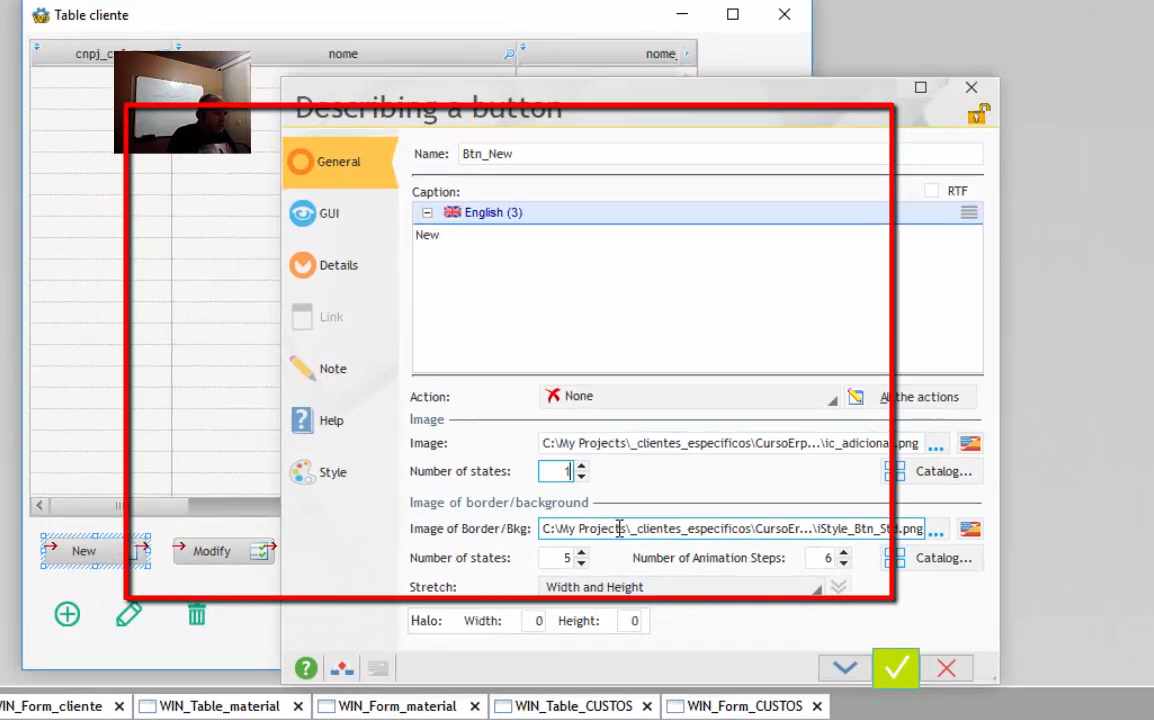 Table cliente
nome
nome_
Describing a button
General
Name: Btn_New
Caption:
RTF
GUI
English (3)
New
Details
Link
Note
Action: None
All the actions
Image
Help
Image: C:\My Projects\_clientes_especificos\CursoErp...\ic_adicionar.png ...
Style
Number of states: 1
Catalog...
Image of border/background
Image of Border/Bkg: C:\My Projects\_clientes_especificos\CursoEr...\iStyle_Btn_Std.png ...
New
Modify
Number of states: 5
Number of Animation Steps: 6
Catalog...
Stretch: Width and Height
Halo: Width: 0 Height: 0
WIN_Form_cliente
WIN_Table_material
WIN_Form_material
WIN_Table_CUSTOS
WIN_Form_CUSTOS